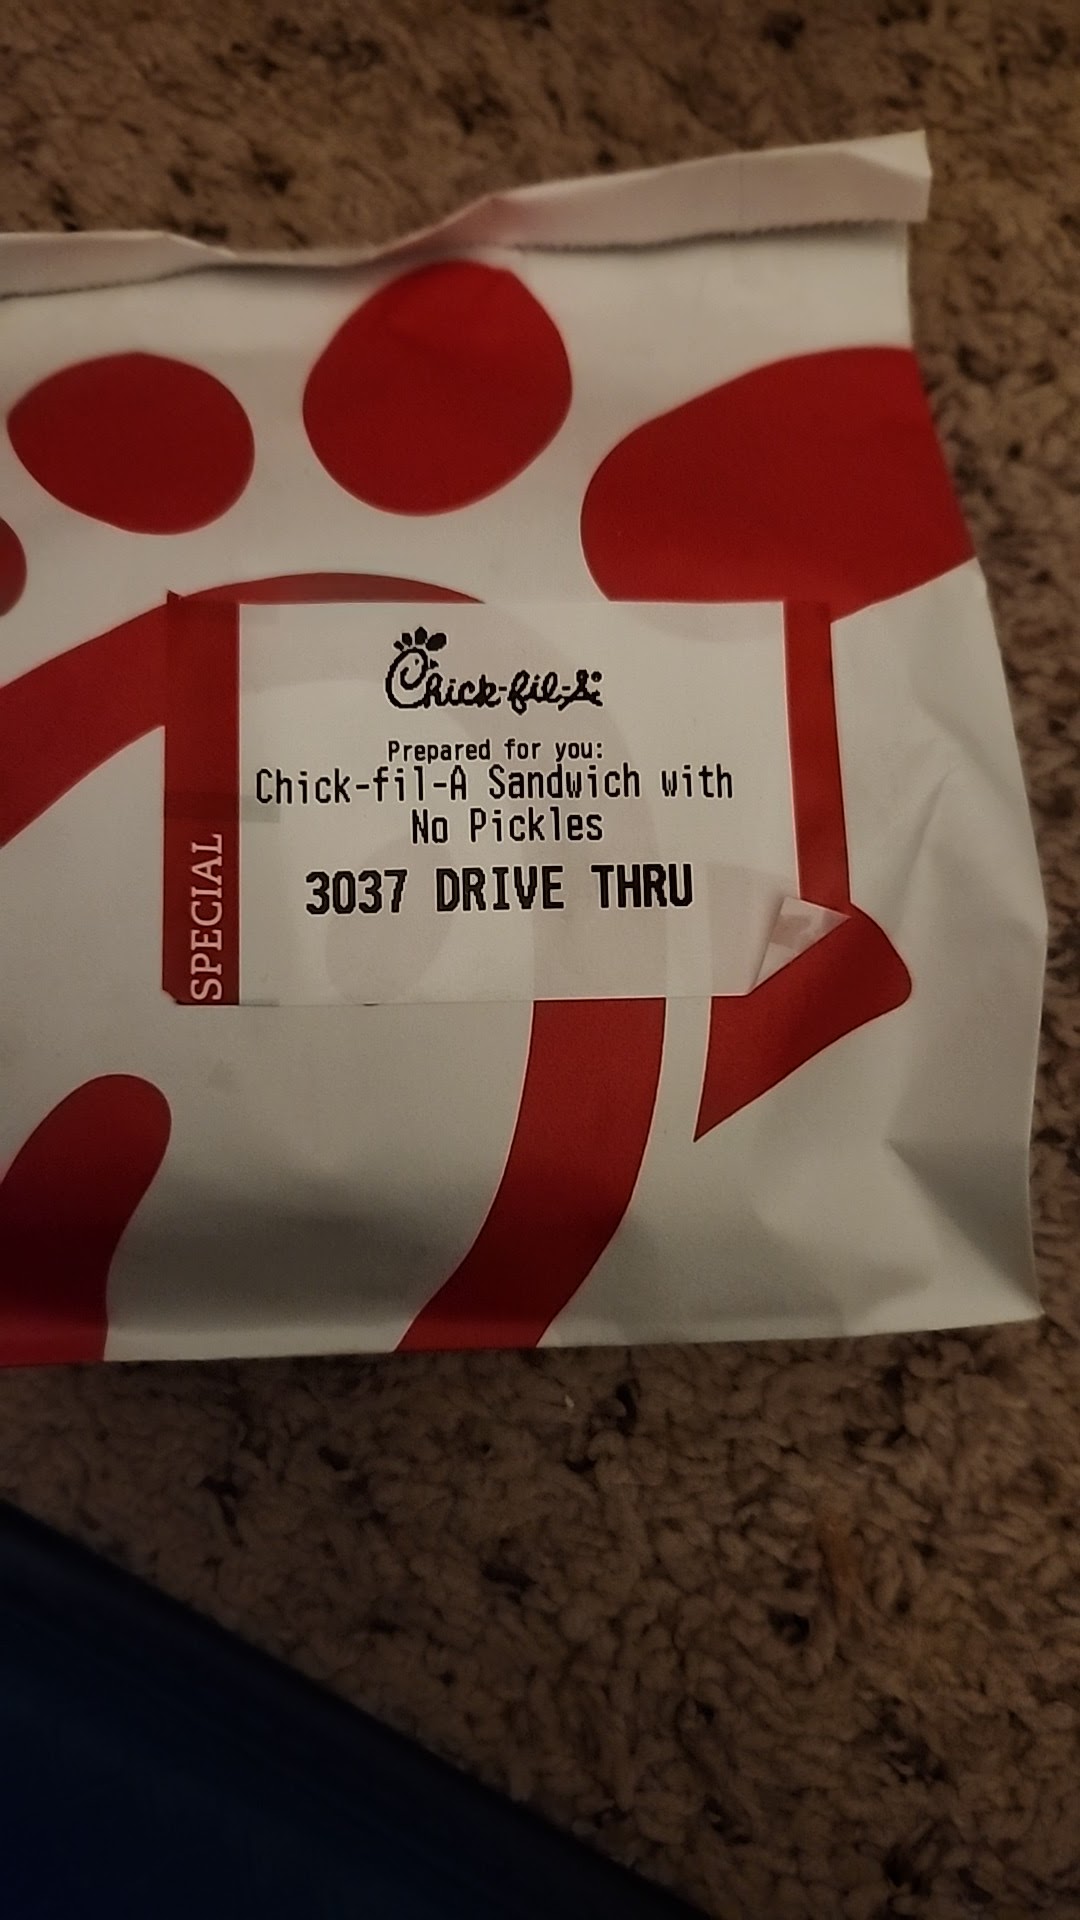 Chick-fil-A®
Prepared for you:
Chick-fil-A Sandwich with
No Pickles
3037 DRIVE THRU
SPECIAL